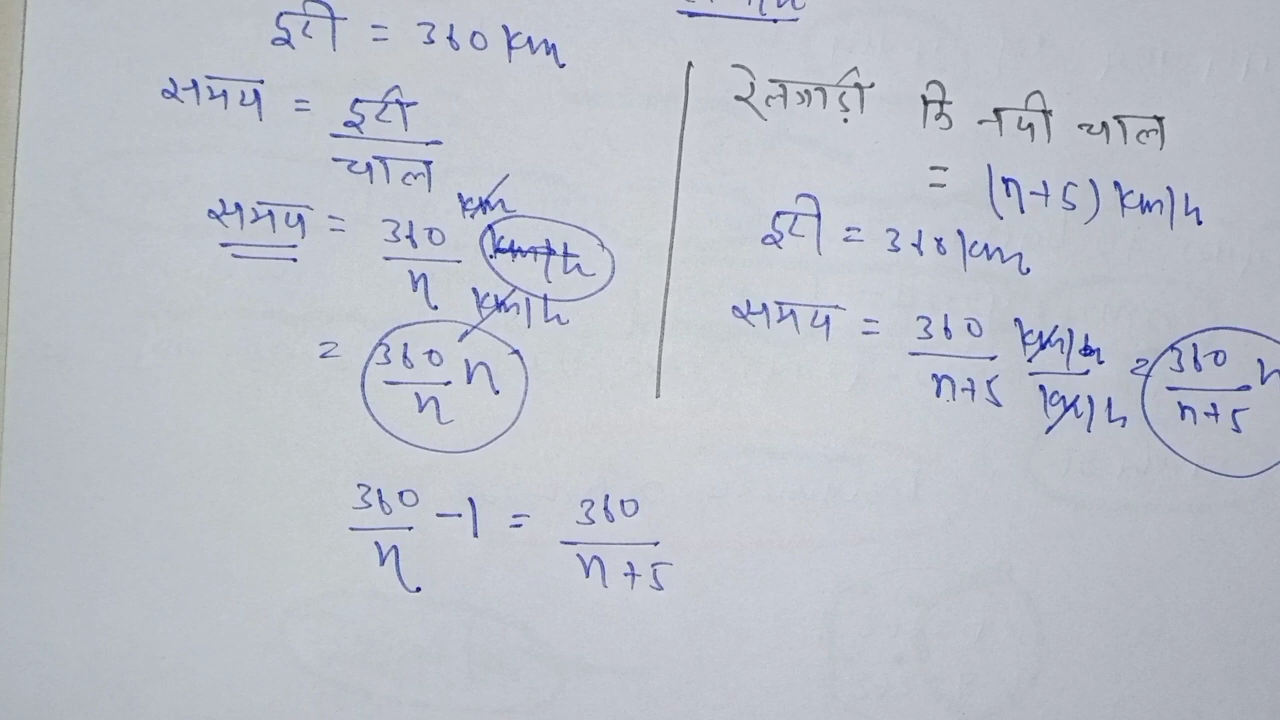 दूरी = 360 km
समय = दूरी / चाल
समय = 360 / n km / km/h
= 360 / n h
रेलगाड़ी कि नयी चाल
= (n+5) km/h
दूरी = 360 km
समय = 360 / n+5 km/h / km/h = 360 / n+5 h
360 / n - 1 = 360 / n+5